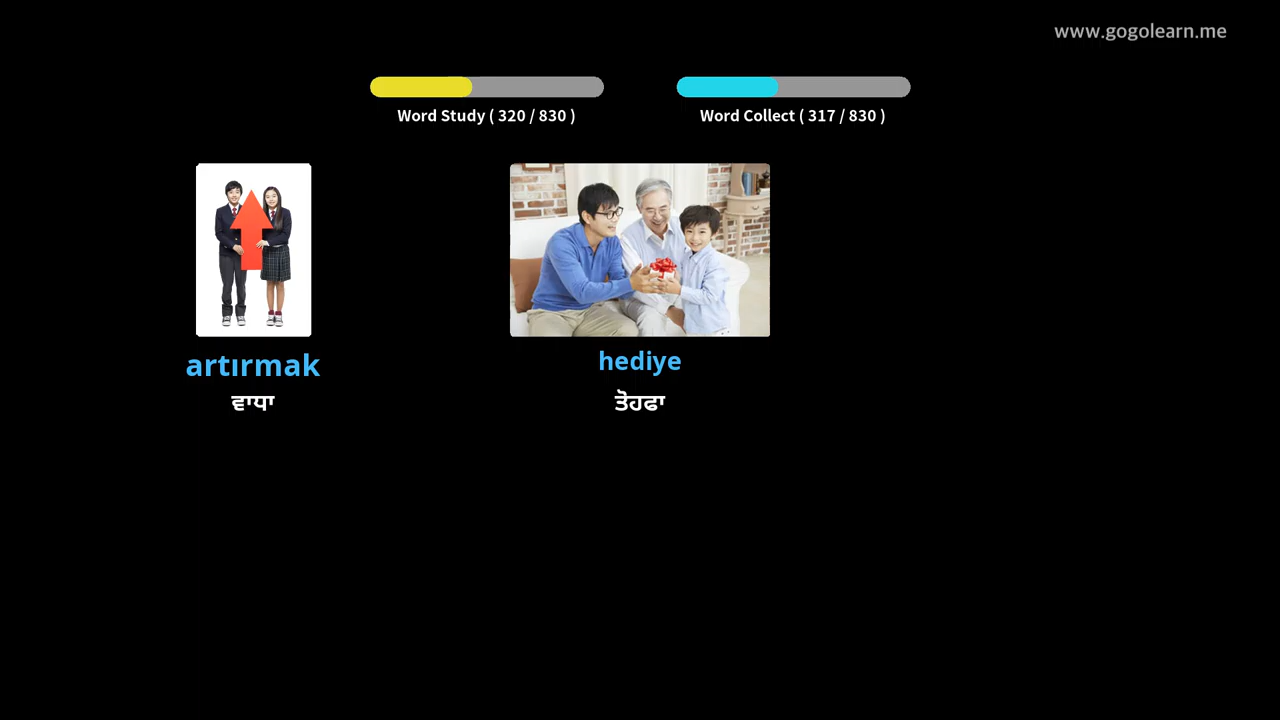 www.gogolearn.me
Word Study ( 320 / 830 )
Word Collect ( 317 / 830 )
artırmak
ਵਾਧਾ
hediye
ਤੋਹਫਾ